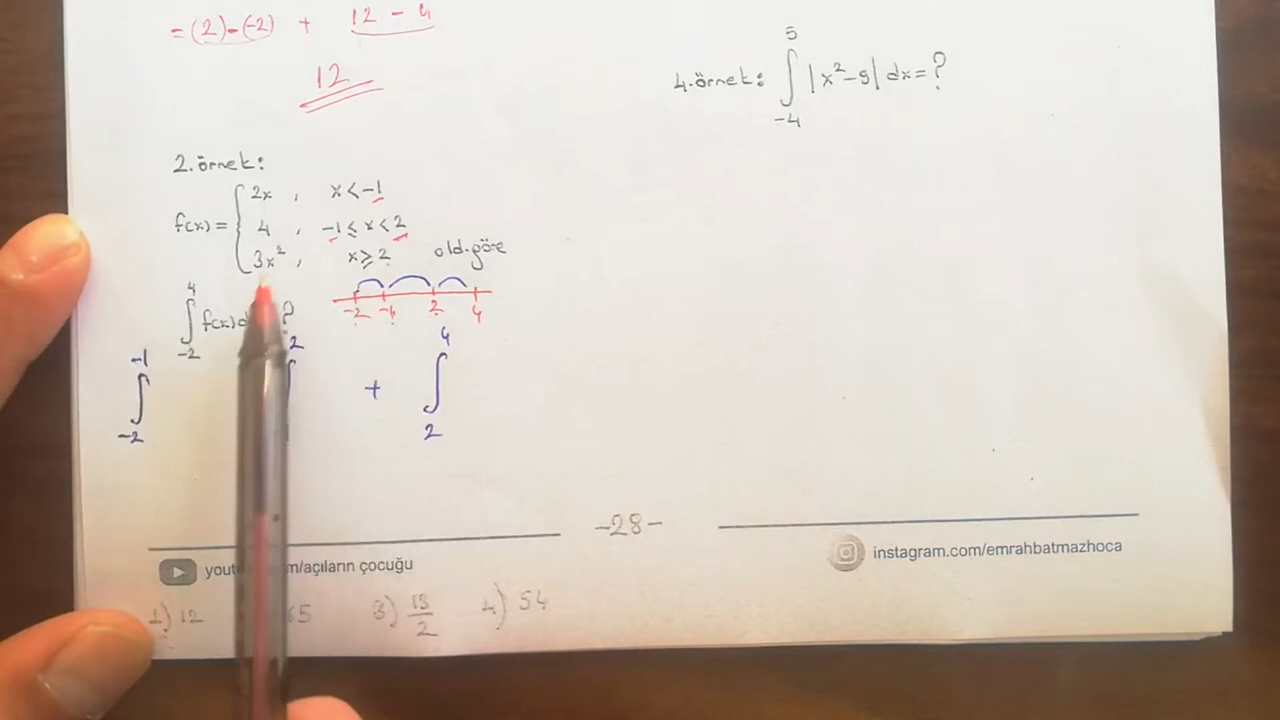 = (2) - (-2) + 12 - 4
12
2.örnek:
f(x) = { 2x , x < -1
4 , -1 ≤ x < 2
3x² , x ≥ 2 old.göre
∫ -2 4 f(x)d ?
-2 -1 2 4
∫ -2 -1 2 + ∫ 2 4
4.örnek: ∫ -4 5 |x²-9| dx = ?
-28-
/açıların çocuğu
instagram.com/emrahbatmazhoca
1) 12 65 3) 13/2 4) 54